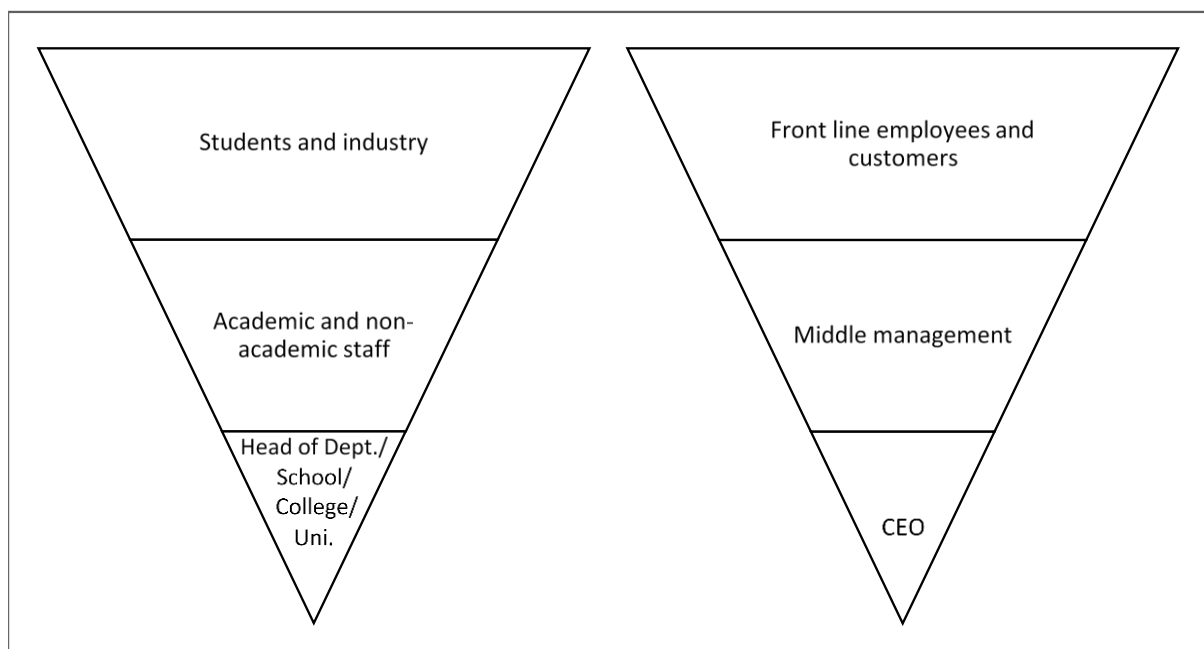 Students and industry
Academic and non-
academic staff
Head of Dept./
School/
College/
Uni.
Front line employees and
customers
Middle management
CEO